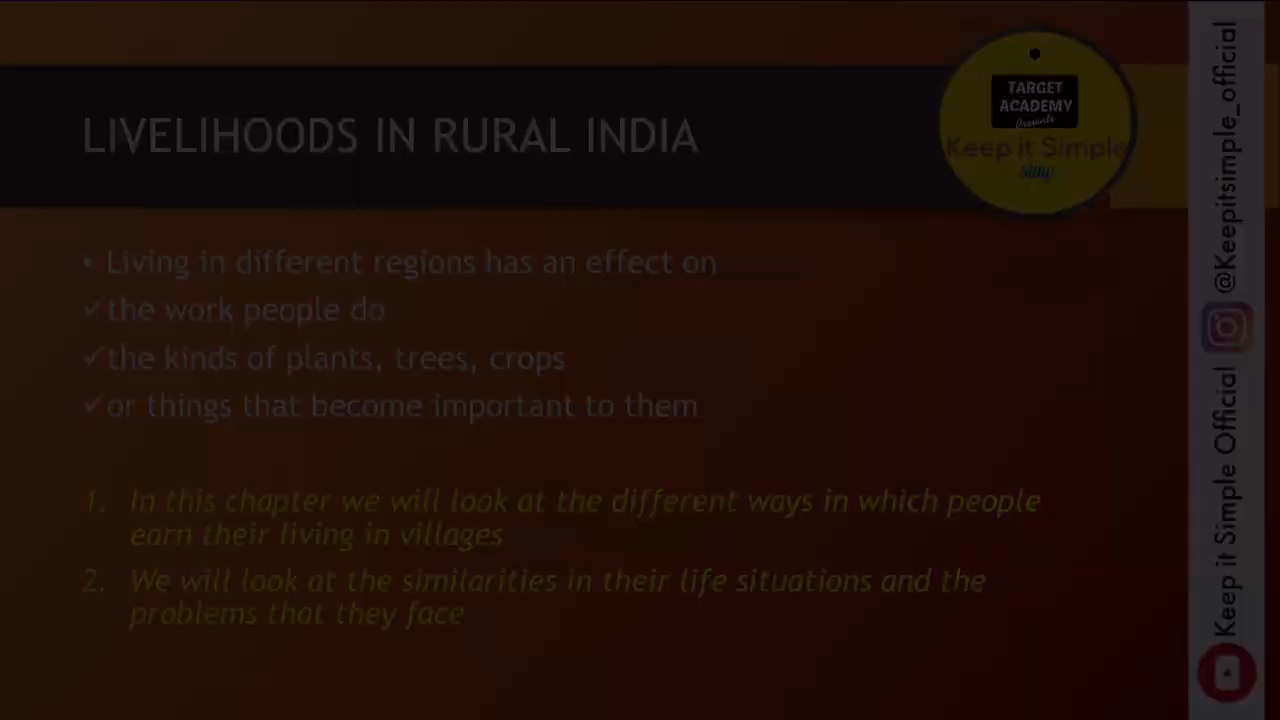 LIVELIHOODS IN RURAL INDIA
TARGET
ACADEMY
Presents
Keep it Simple
Silly
• Living in different regions has an effect on
✓the work people do
✓the kinds of plants, trees, crops
✓or things that become important to them
1. In this chapter we will look at the different ways in which people
earn their living in villages
2. We will look at the similarities in their life situations and the
problems that they face
@Keepitsimple_official
Keep it Simple Official